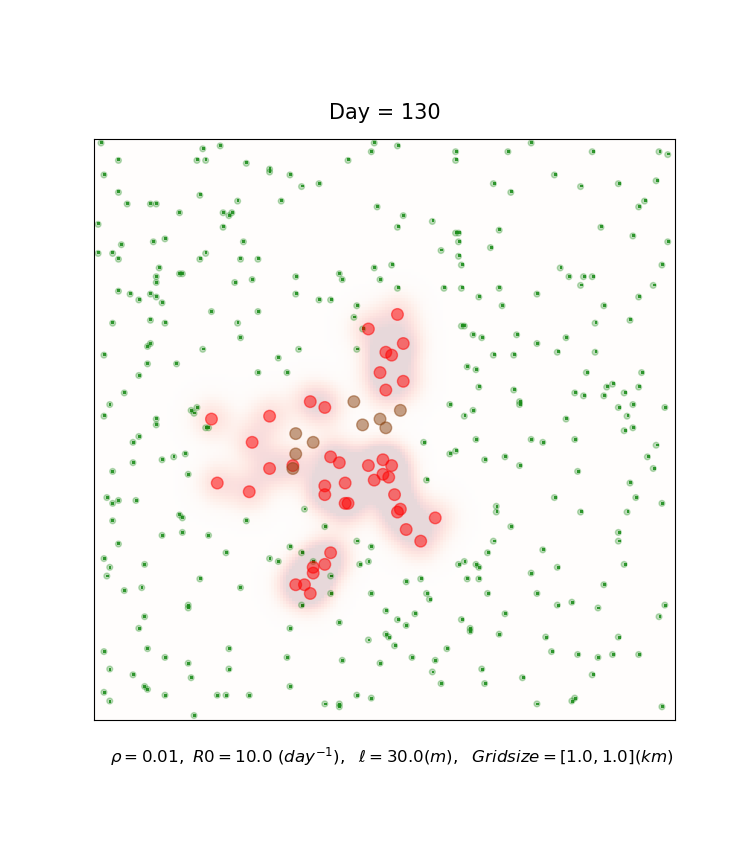 Day = 130
ρ = 0.01, R0 = 10.0 (day⁻¹), ℓ = 30.0(m), Gridsize = [1.0, 1.0](km)